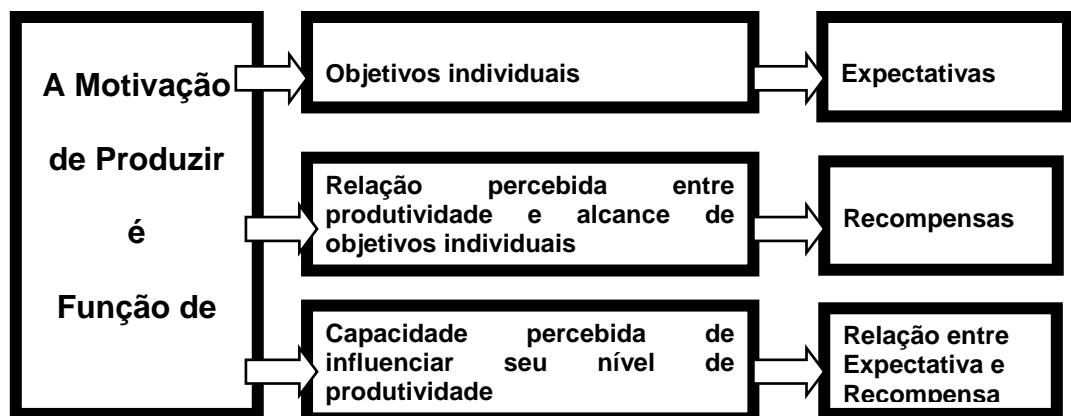 A Motivação
de Produzir
é
Função de
Objetivos individuais
Expectativas
Relação percebida entre
produtividade e alcance de
objetivos individuais
Recompensas
Capacidade percebida de
influenciar seu nível de
produtividade
Relação entre
Expectativa e
Recompensa